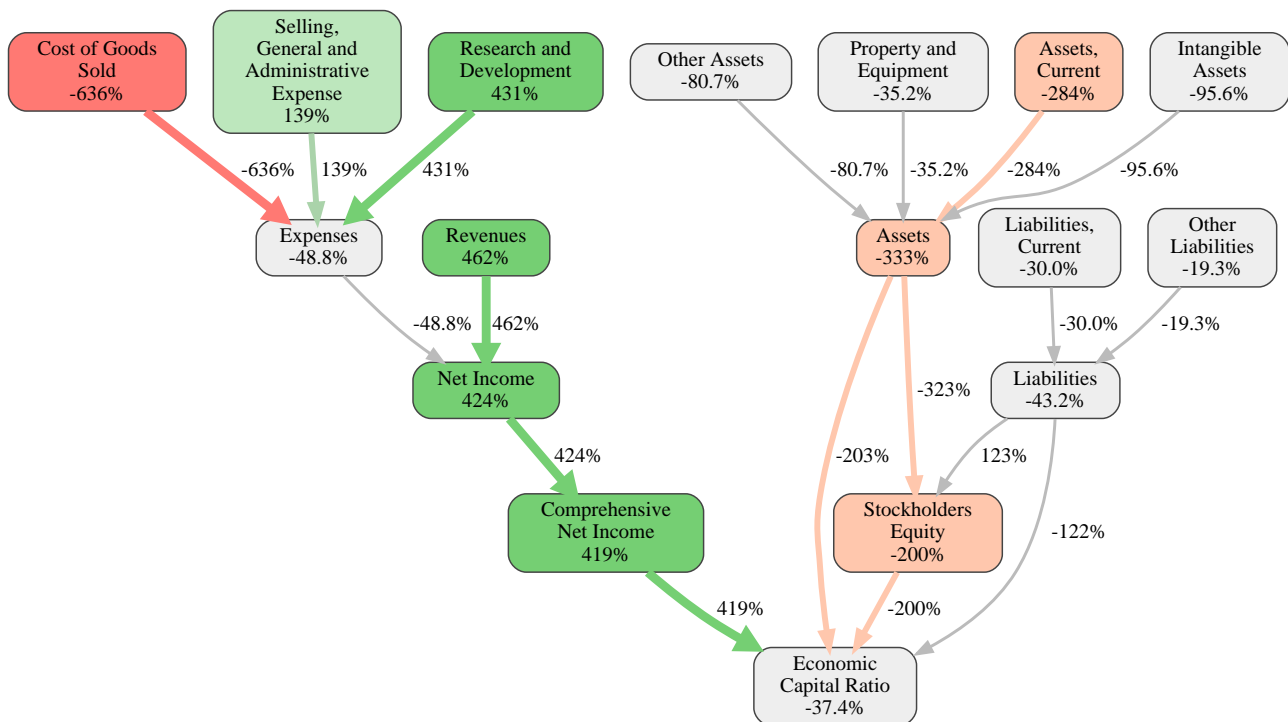 Cost of Goods
Sold
-636%
Selling,
General and
Administrative
Expense
139%
Research and
Development
431%
Other Assets
-80.7%
Property and
Equipment
-35.2%
Assets,
Current
-284%
Intangible
Assets
-95.6%
-636%
139%
431%
-80.7%
-35.2%
-284%
-95.6%
Expenses
-48.8%
Revenues
462%
Assets
-333%
Liabilities,
Current
-30.0%
Other
Liabilities
-19.3%
-48.8%
462%
-30.0%
-19.3%
Net Income
424%
-323%
Liabilities
-43.2%
424%
-203%
123%
Comprehensive
Net Income
419%
Stockholders
Equity
-200%
-122%
419%
-200%
Economic
Capital Ratio
-37.4%